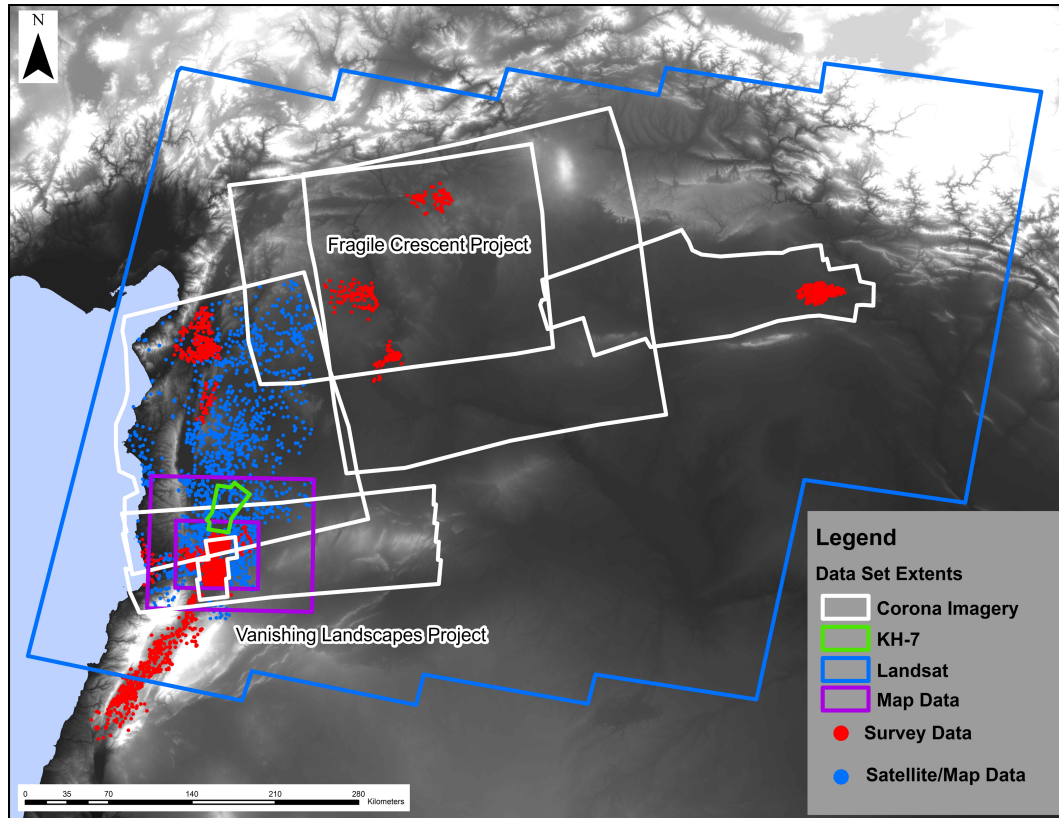 N
Fragile Crescent Project
Vanishing Landscapes Project
Legend
Data Set Extents
Corona Imagery
KH-7
Landsat
Map Data
Survey Data
Satellite/Map Data
0 35 70 140 210 280
Kilometers